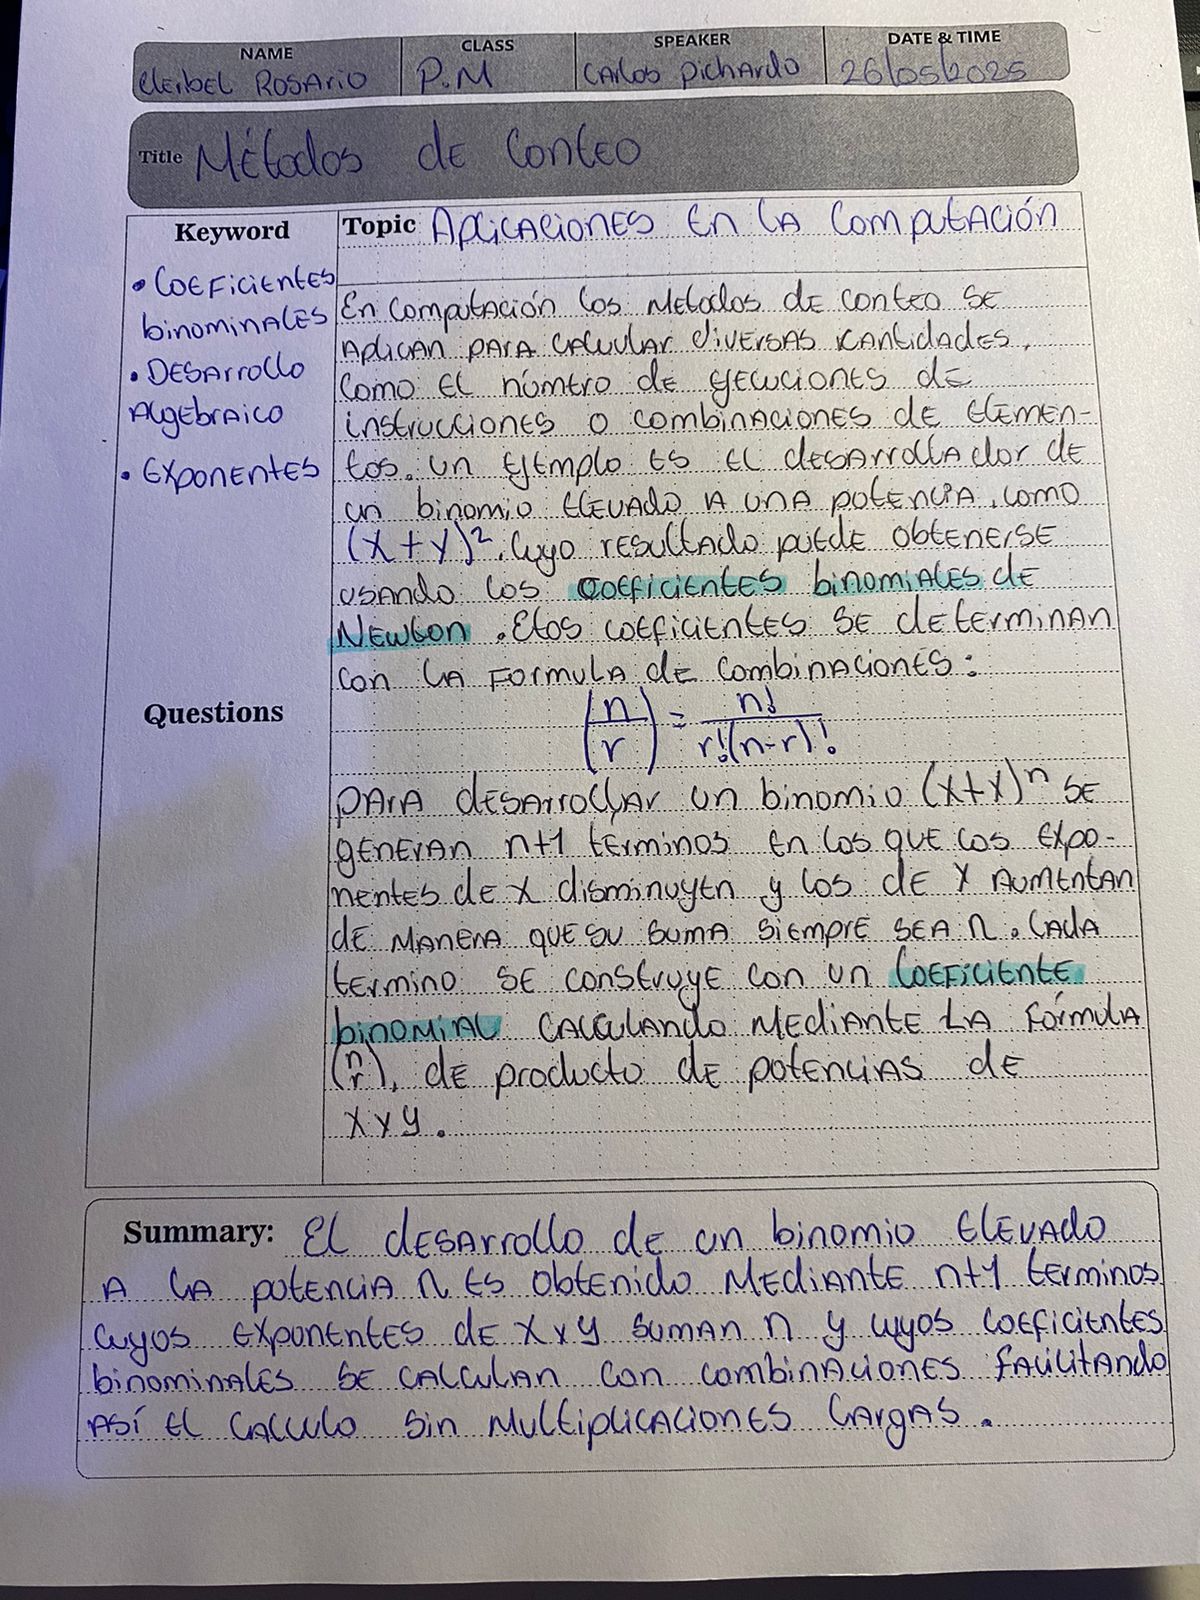 NAME CLASS SPEAKER DATE & TIME
Cleibel Rosario P.M Carlos Pichardo 26/05/2025
Title Métodos de Conteo
Keyword
• Coeficientes
binominales
• Desarrollo
Algebraico
• Exponentes
Questions
Topic Aplicaciones En la Computación
En Computación los Metodos de conteo se
aplican para calcular diversas cantidades,
como el número de ejecuciones de
instrucciones o combinaciones de elemen-
tos. un ejemplo es el desarrollador de
un binomio elevado a una potencia, como
(x+y)², cuyo resultado puede obtenerse
usando los coeficientes binomiales de
Newton. Etos coeficientes se determinan
con la formula de combinaciones:
(n/r) = n!/r!(n-r)!
para desarrollar un binomio (x+x)ⁿ se
generan n+1 terminos en los que los expo-
nentes de x disminuyen y los de Y aumentan
de manera que su suma siempre sea n. Cada
termino se construye con un Coeficiente
binomial calculando mediante la fórmula
(n r), de producto de potencias de
x x y.
Summary: El desarrollo de un binomio elevado
a la potencia n es obtenido mediante n+1 terminos
cuyos exponentes de x x y suman n y cuyos coeficientes
binominales se calculan con combinaciones facilitando
así el calculo sin multiplicaciones largas.